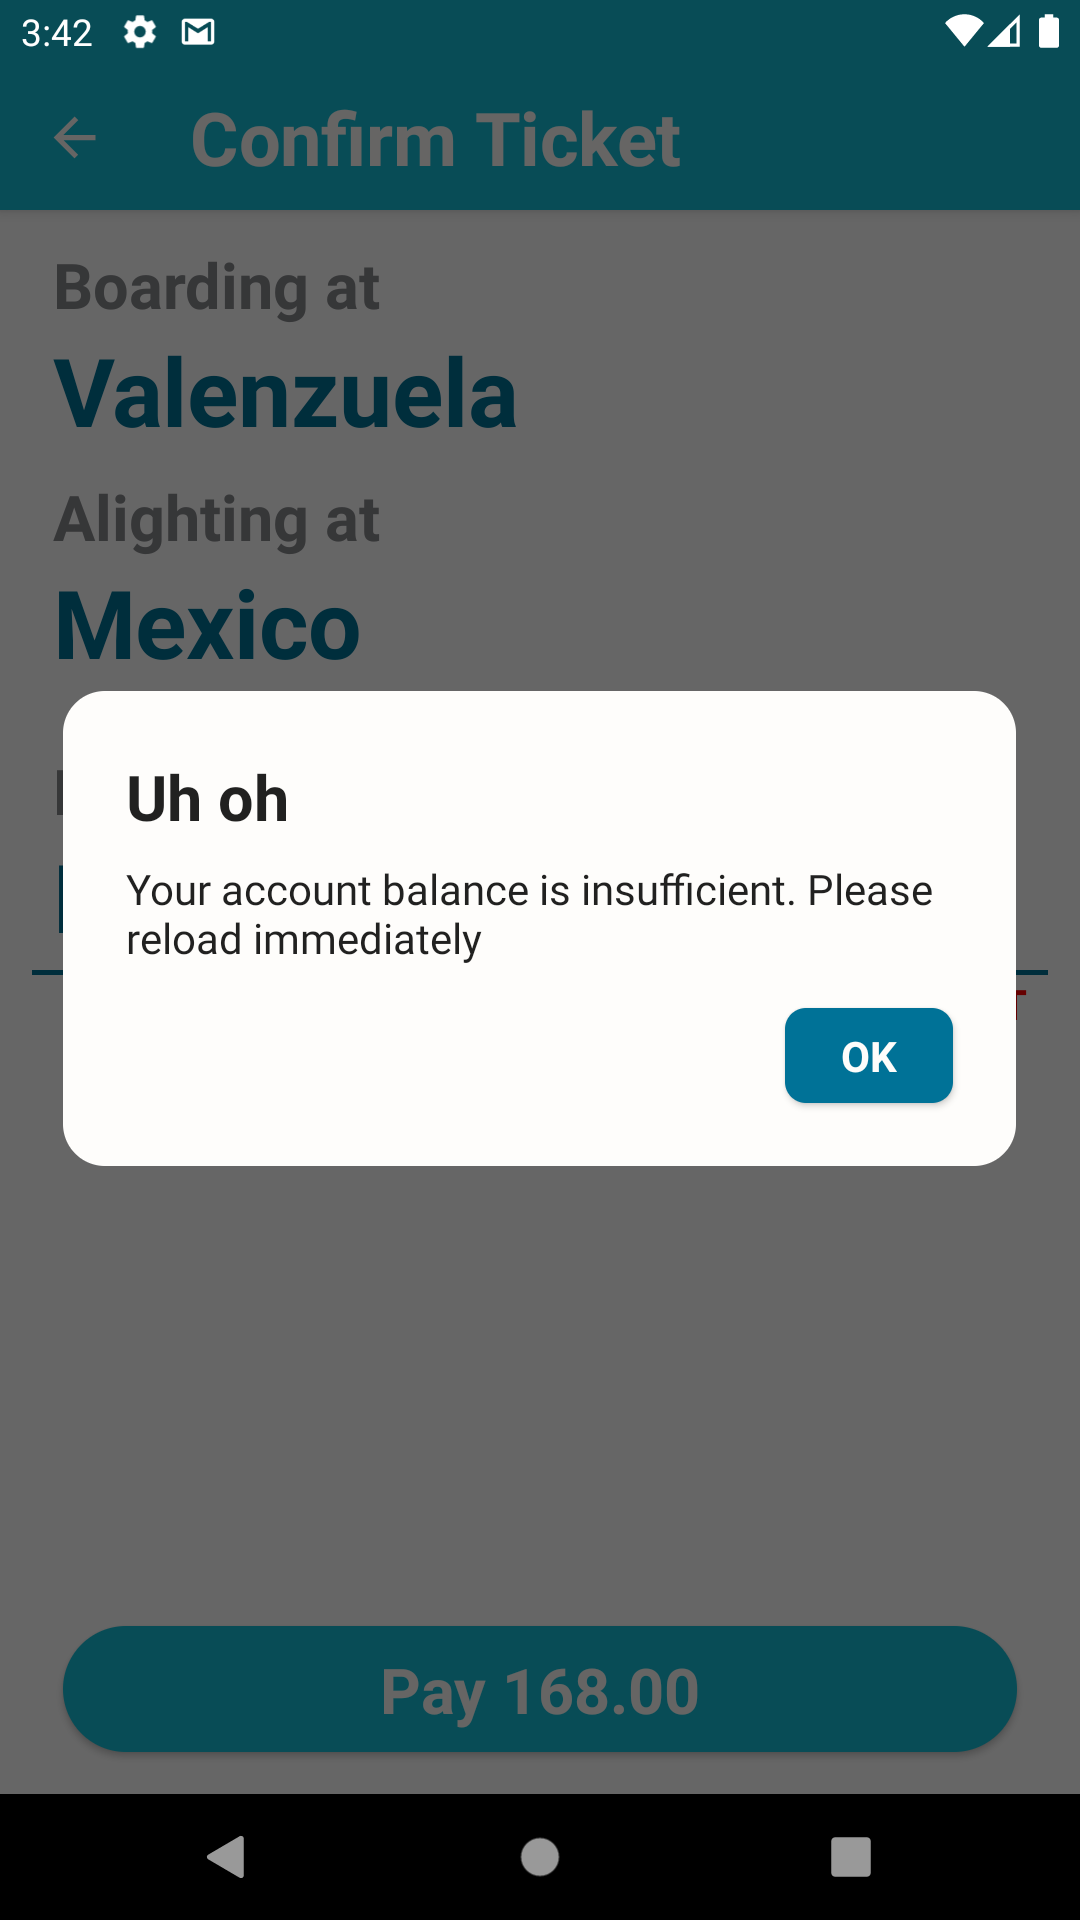 3:42
Confirm Ticket
Boarding at
Valenzuela
Alighting at
Mexico
Uh oh
Your account balance is insufficient. Please
reload immediately
OK
Pay 168.00